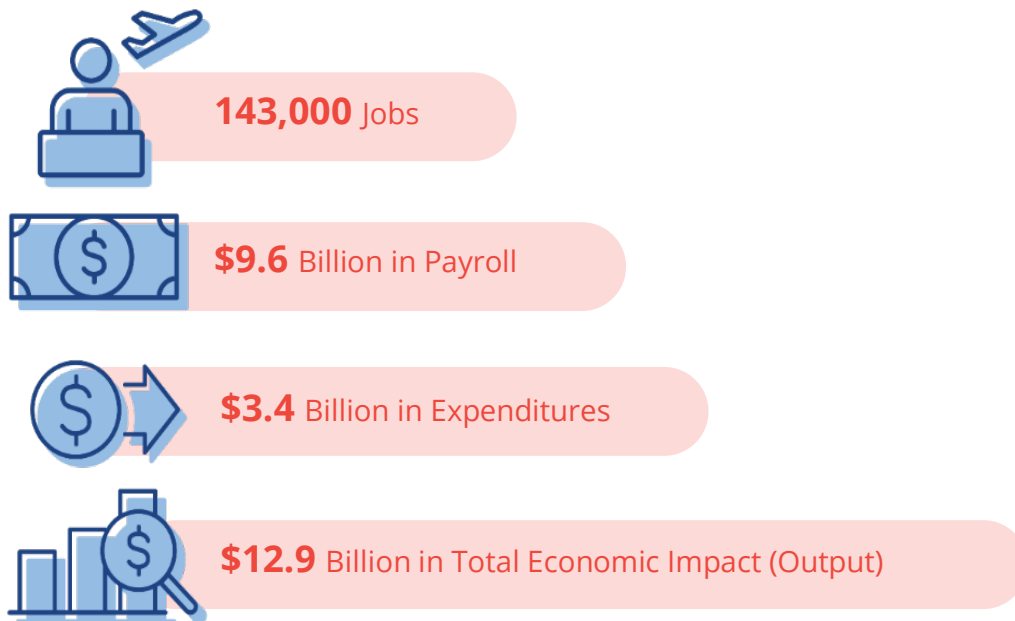 143,000 Jobs
$9.6 Billion in Payroll
$
$3.4 Billion in Expenditures
$
$12.9 Billion in Total Economic Impact (Output)
$